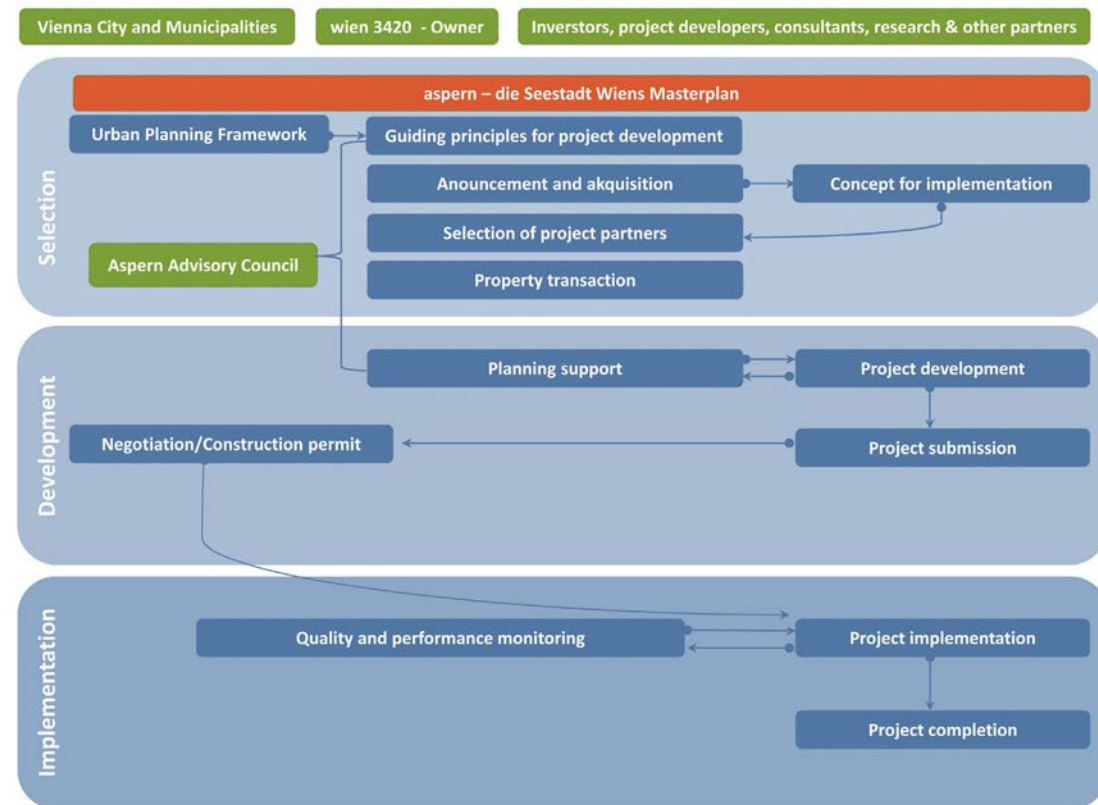 Vienna City and Municipalities
wien 3420 - Owner
Inverstors, project developers, consultants, research & other partners
Selection
aspern – die Seestadt Wiens Masterplan
Urban Planning Framework
Guiding principles for project development
Anouncement and akquisition
Concept for implementation
Selection of project partners
Aspern Advisory Council
Property transaction
Development
Planning support
Project development
Negotiation/Construction permit
Project submission
Implementation
Quality and performance monitoring
Project implementation
Project completion